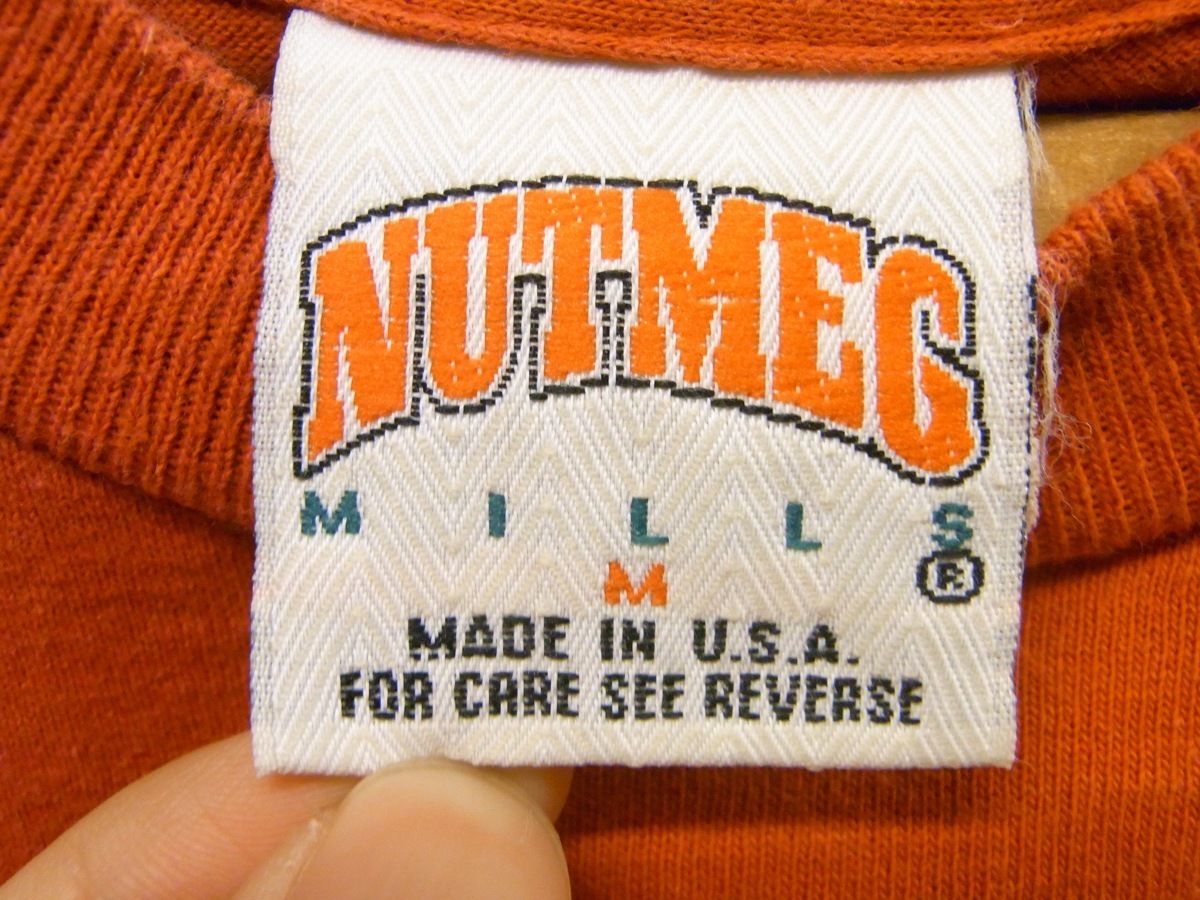 NUTMEG
MILLS
®
M
MADE IN U.S.A.
FOR CARE SEE REVERSE